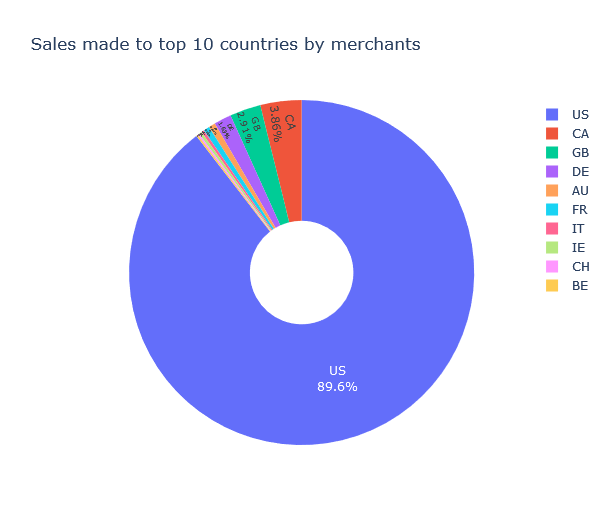 Sales made to top 10 countries by merchants
US
89.6%
CA
3.86%
GB
2.91%
DE
US
CA
GB
DE
AU
FR
IT
IE
CH
BE